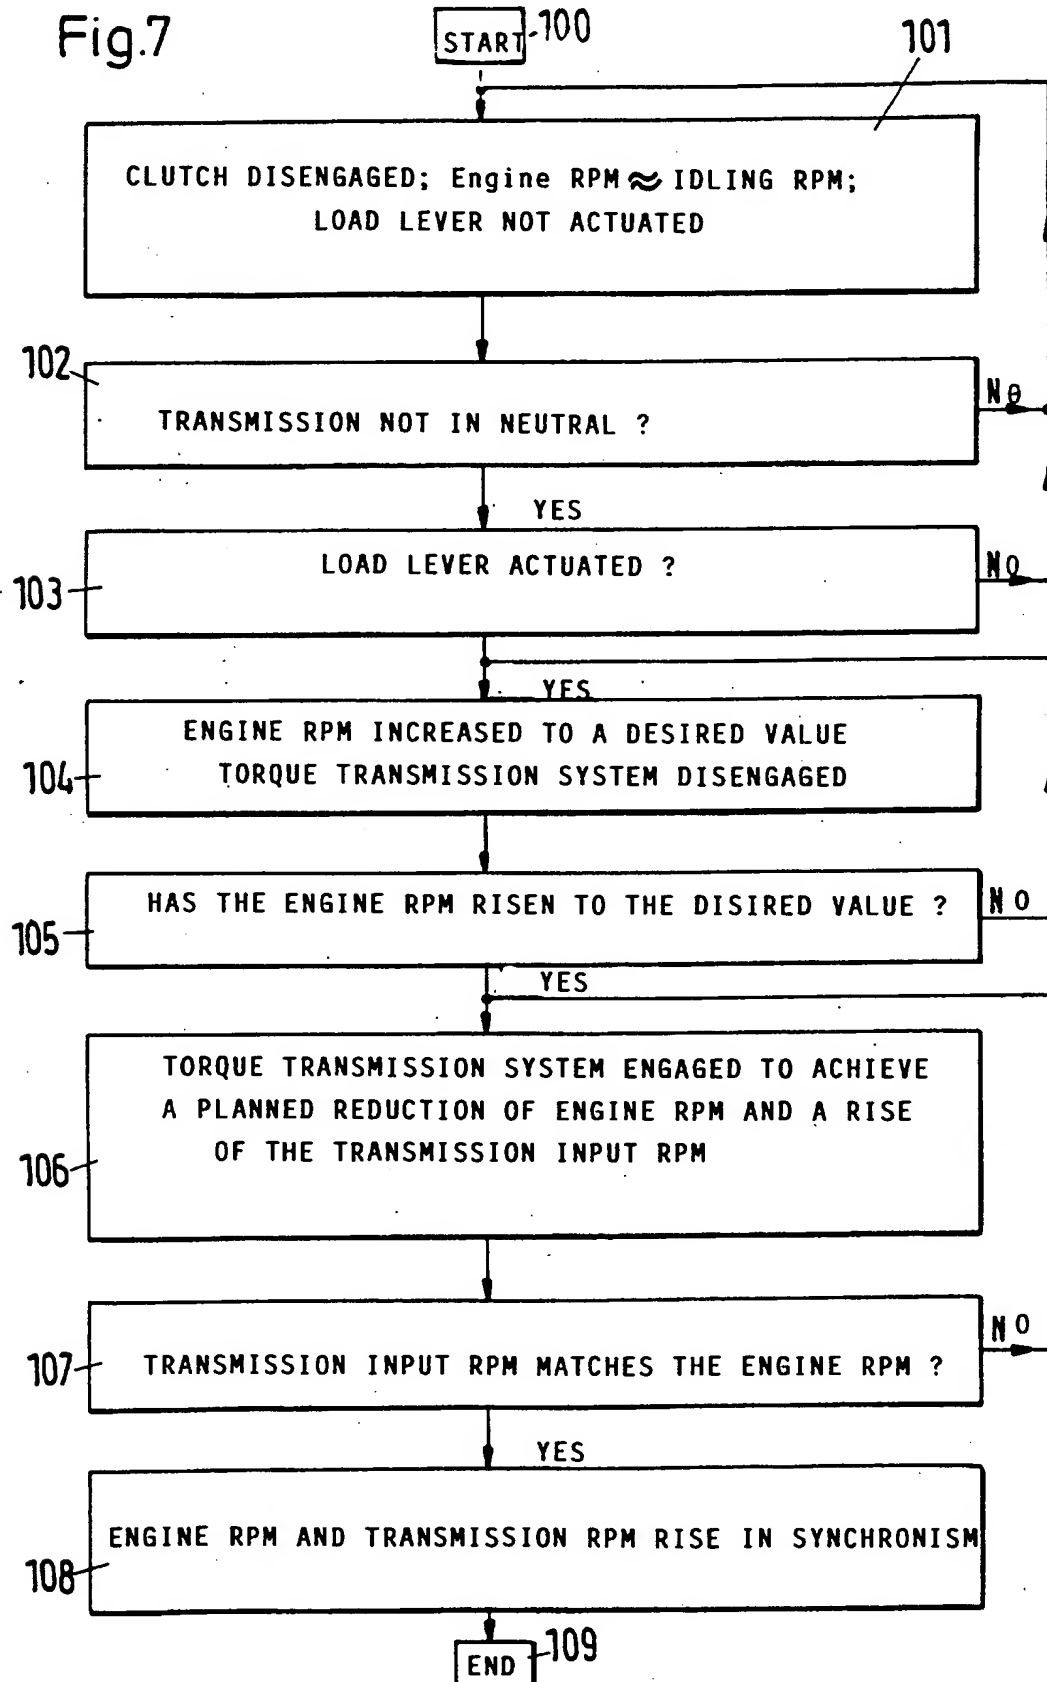 Fig.7
START
100
101
CLUTCH DISENGAGED; Engine RPM ≈ IDLING RPM;
LOAD LEVER NOT ACTUATED
102
TRANSMISSION NOT IN NEUTRAL ?
NO
YES
LOAD LEVER ACTUATED ?
NO
103
YES
ENGINE RPM INCREASED TO A DESIRED VALUE
TORQUE TRANSMISSION SYSTEM DISENGAGED
104
HAS THE ENGINE RPM RISEN TO THE DISIRED VALUE ?
NO
105
YES
TORQUE TRANSMISSION SYSTEM ENGAGED TO ACHIEVE
A PLANNED REDUCTION OF ENGINE RPM AND A RISE
OF THE TRANSMISSION INPUT RPM
106
NO
107
TRANSMISSION INPUT RPM MATCHES THE ENGINE RPM ?
YES
ENGINE RPM AND TRANSMISSION RPM RISE IN SYNCHRONISM
108
109
END